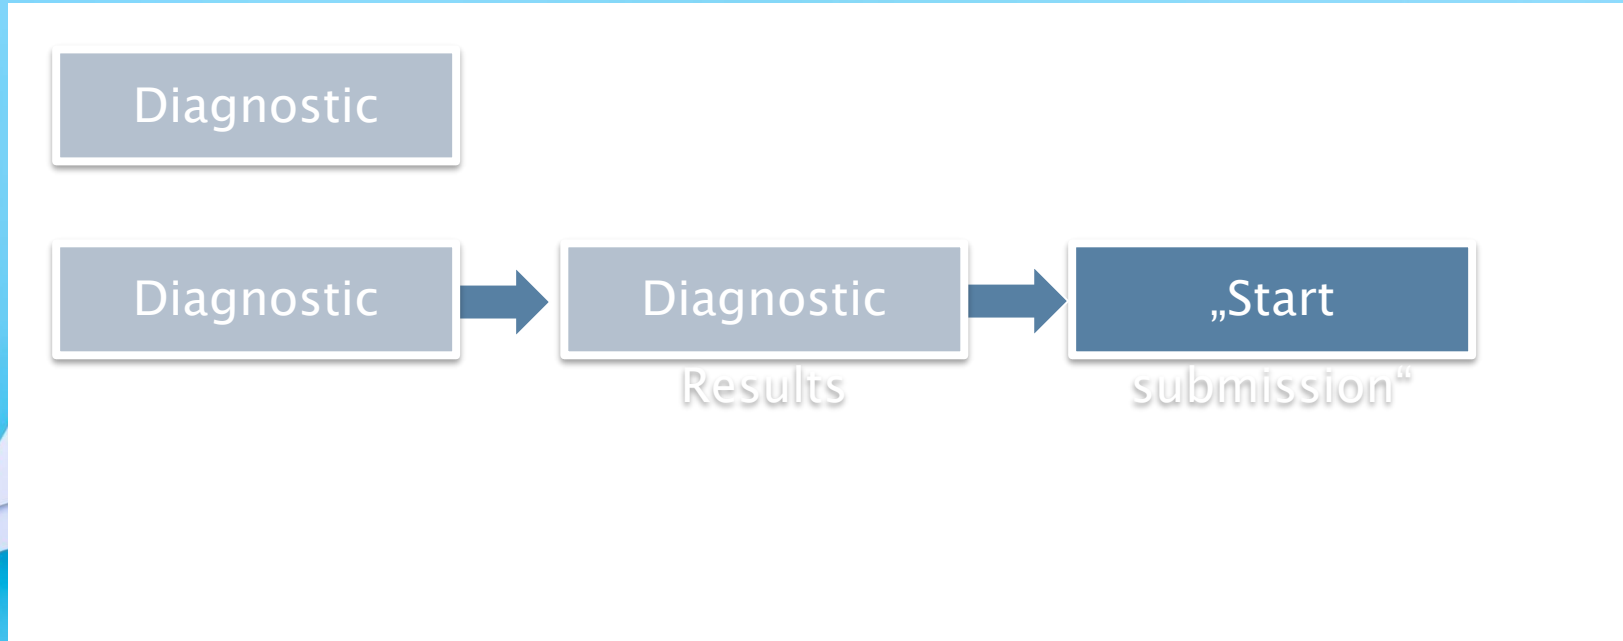 Diagnostic
Diagnostic
Diagnostic
Results
„Start
submission“